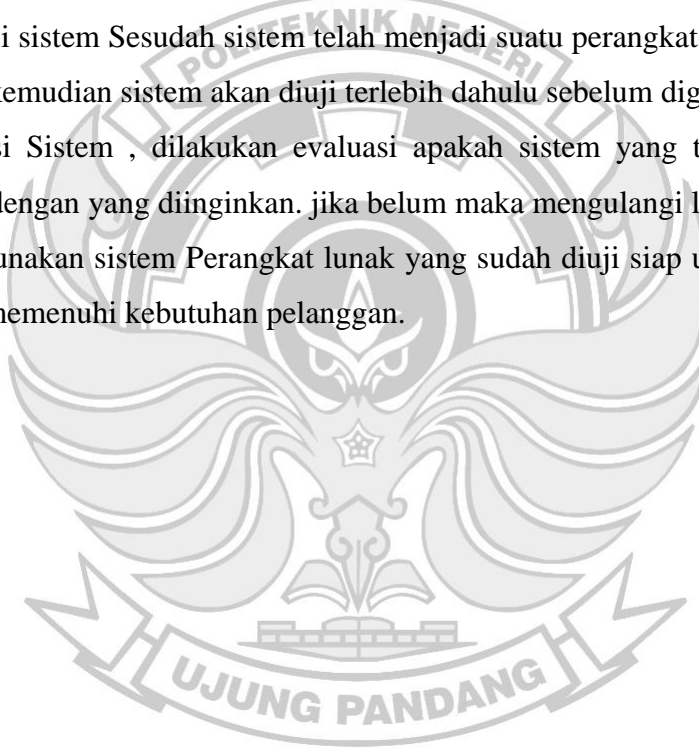 i sistem Sesudah sistem telah menjadi suatu perangkat
POLITEKNIK NEGERI
kemudian sistem akan diuji terlebih dahulu sebelum dig
si Sistem , dilakukan evaluasi apakah sistem yang t
dengan yang diinginkan. jika belum maka mengulangi l
unakan sistem Perangkat lunak yang sudah diuji siap u
memenuhi kebutuhan pelanggan.
UJUNG PANDANG